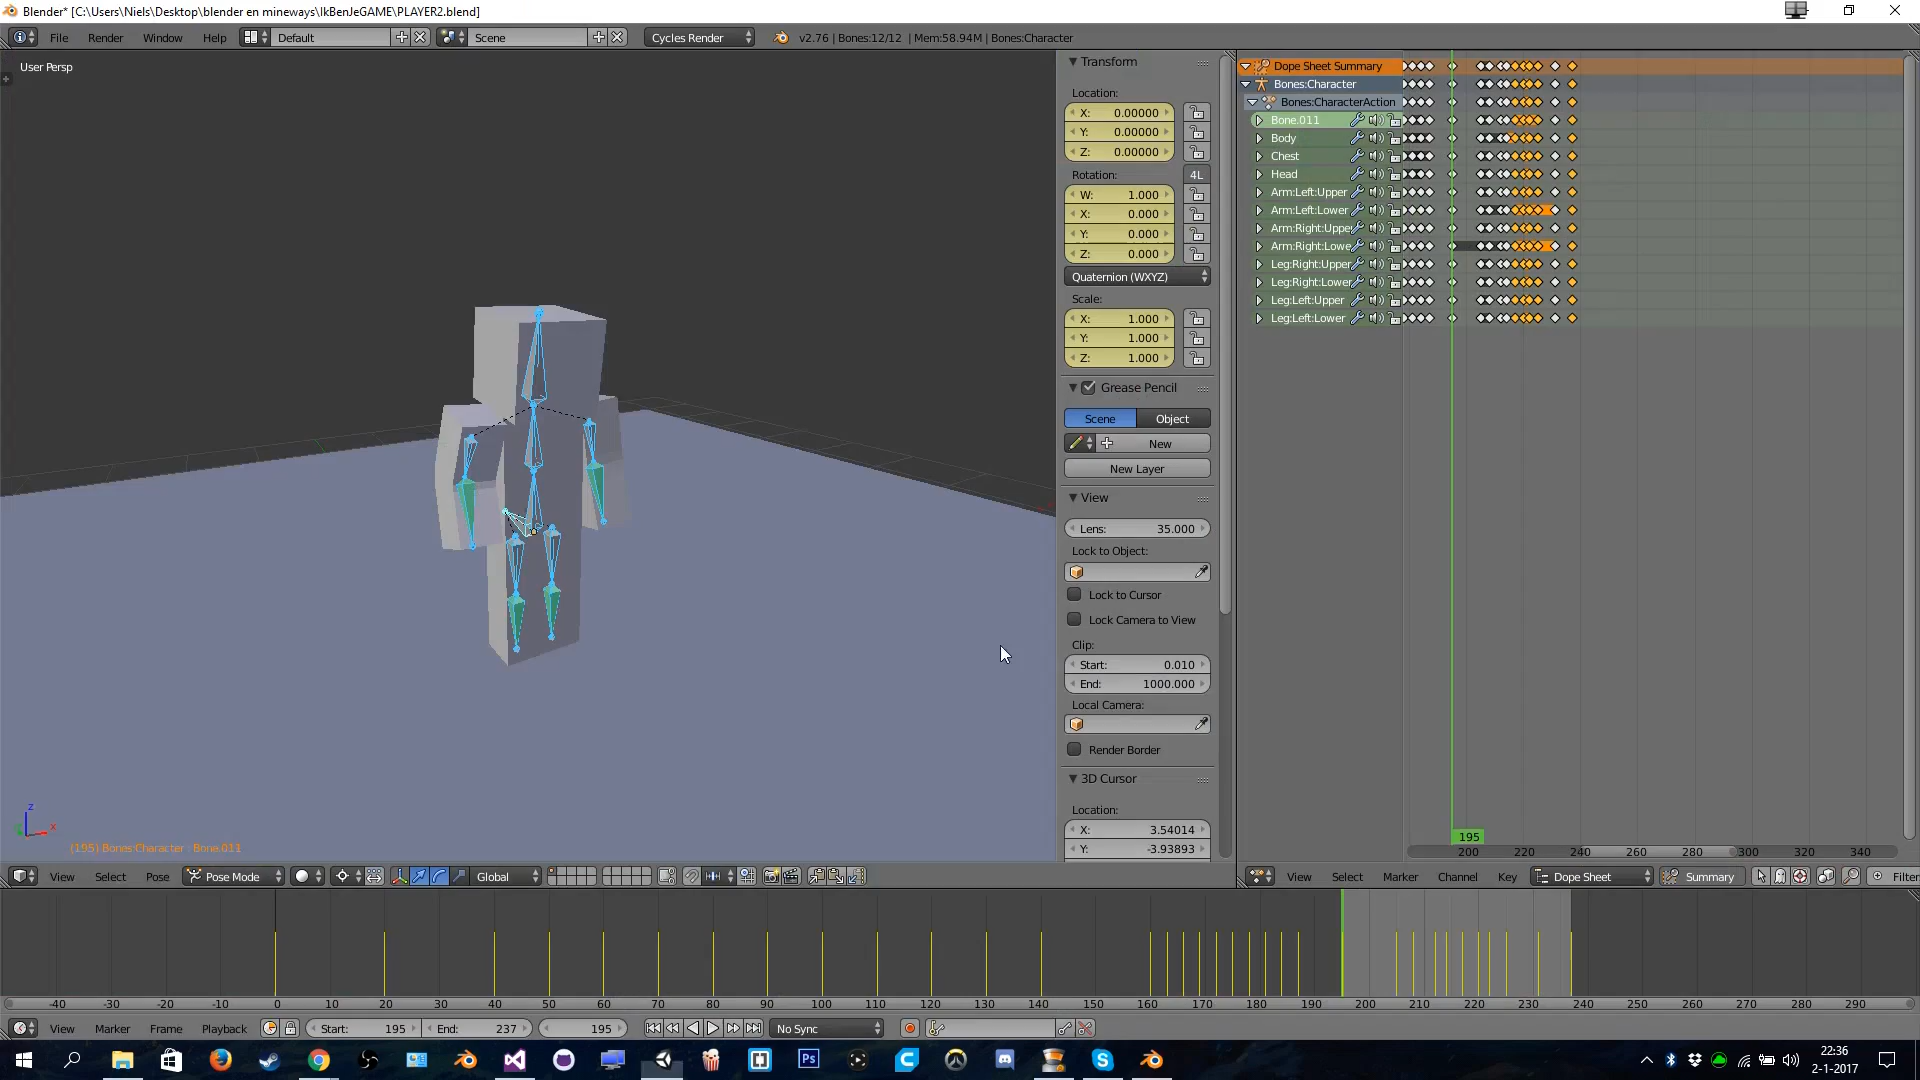 Blender* [C:\Users\Niels\Desktop\blender en mineways\IkBenJeGAME\PLAYER2.blend]
File Render Window Help Default Scene Cycles Render v2.76 | Bones:12/12 | Mem:58.94M | Bones:Character
User Persp
Transform
Location:
X: 0.00000
Y: 0.00000
Z: 0.00000
Rotation: 4L
W: 1.000
X: 0.000
Y: 0.000
Z: 0.000
Quaternion (WXYZ)
Scale:
X: 1.000
Y: 1.000
Z: 1.000
Grease Pencil
Scene Object
New
New Layer
View
Lens: 35.000
Lock to Object:
Lock to Cursor
Lock Camera to View
Clip:
Start: 0.010
End: 1000.000
Local Camera:
Render Border
3D Cursor
Location:
X: 3.54014
Y: -3.93893
Dope Sheet Summary
Bones:Character
Bones:CharacterAction
Bone.011
Body
Chest
Head
Arm:Left:Upper
Arm:Left:Lower
Arm:Right:Uppe
Arm:Right:Lowe
Leg:Right:Upper
Leg:Right:Lower
Leg:Left:Upper
Leg:Left:Lower
195
200 220 240 260 280 300 320 340
z
x
(195) Bones:Character : Bone.011
View Select Pose Pose Mode Global
View Select Marker Channel Key Dope Sheet Summary Filter
-40 -30 -20 -10 0 10 20 30 40 50 60 70 80 90 100 110 120 130 140 150 160 170 180 190 200 210 220 230 240 250 260 270 280 290
View Marker Frame Playback Start: 195 End: 237 195 No Sync
Ps
22:36
2-1-2017